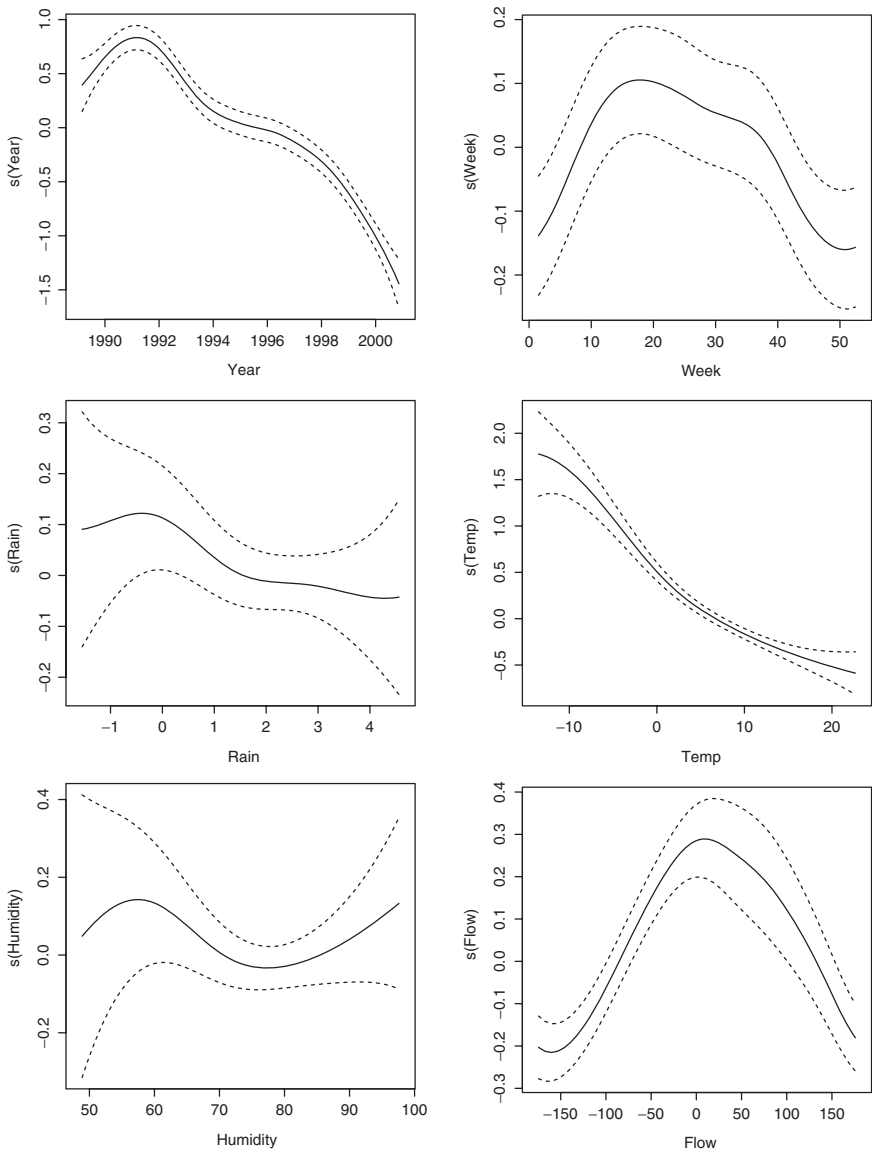 s(Year)
1.0
0.5
0.0
−0.5
−1.0
−1.5
1990 1992 1994 1996 1998 2000
Year
s(Week)
0.2
0.1
0.0
−0.1
−0.2
0 10 20 30 40 50
Week
s(Rain)
0.3
0.2
0.1
0
−0.1
−0.2
−1 0 1 2 3 4
Rain
s(Temp)
2.0
1.5
1.0
0.5
0.0
−0.5
−10 0 10 20
Temp
s(Humidity)
0.4
0.2
0.0
−0.2
50 60 70 80 90 100
Humidity
s(Flow)
0.4
0.3
0.2
0.1
0.0
−0.1
−0.2
−0.3
−150 −100 −50 0 50 100 150
Flow